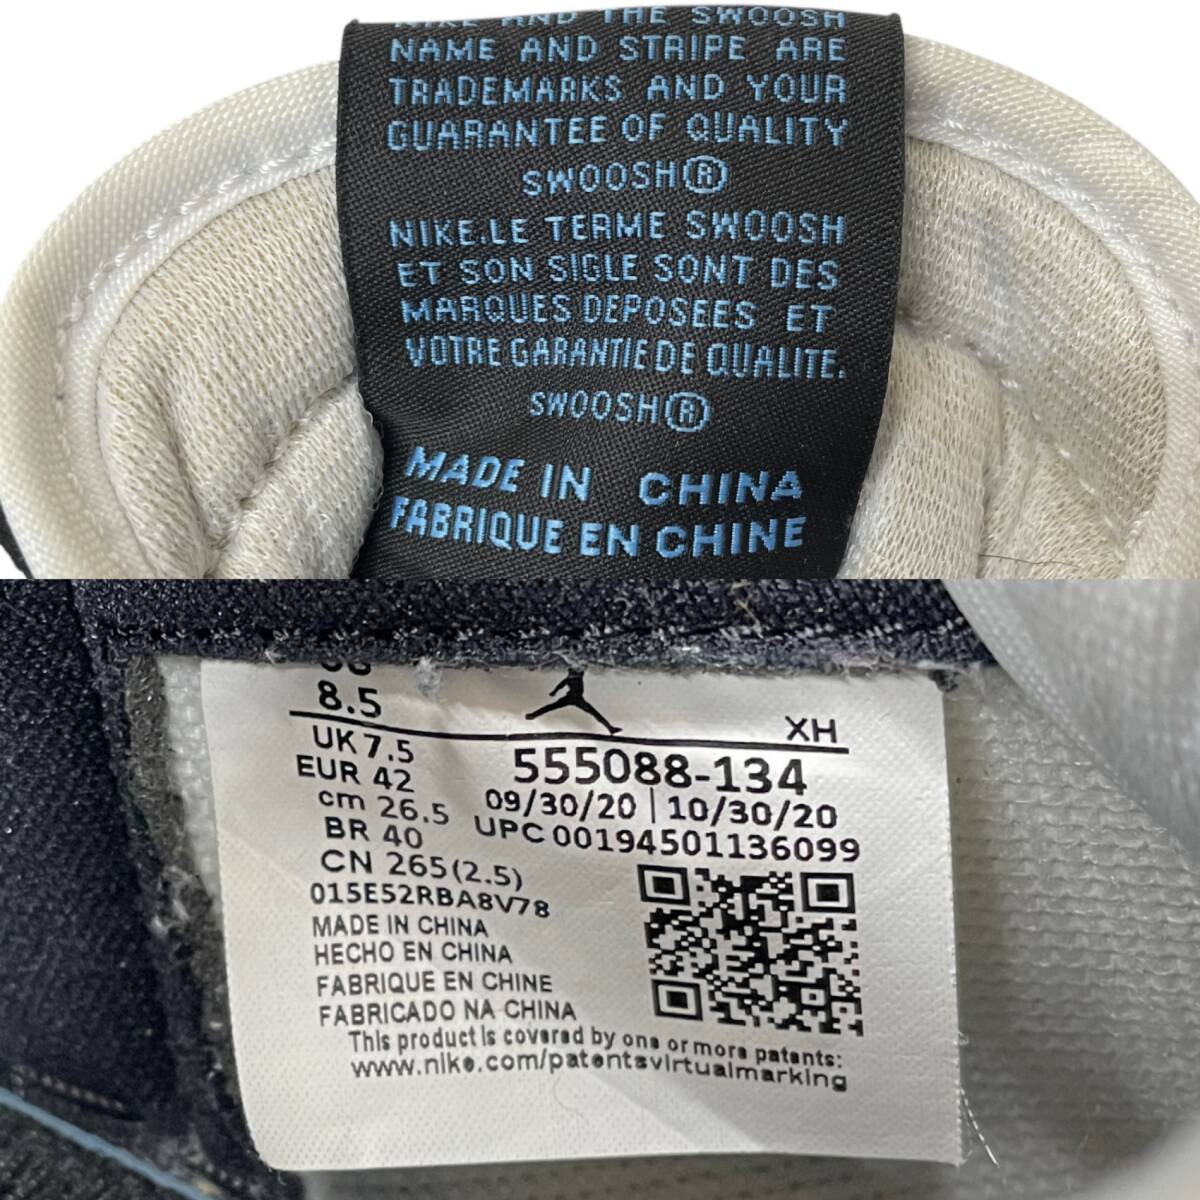 NIKE AND THE SWOOSH
NAME AND STRIPE ARE
TRADEMARKS AND YOUR
GUARANTEE OF QUALITY
SWOOSH®
NIKE.LE TERME SWOOSH
ET SON SIGLE SONT DES
MARQUES DEPOSEES ET
VOTRE GARANTIE DE QUALITE.
SWOOSH®
MADE IN CHINA
FABRIQUE EN CHINE
8.5
XH
UK 7.5
555088-134
EUR 42
09/30/20 | 10/30/20
cm 26.5
UPC 00194501136099
BR 40
CN 265(2.5)
015E52RBA8V78
MADE IN CHINA
HECHO EN CHINA
FABRIQUE EN CHINE
FABRICADO NA CHINA
This product is covered by one or more patents:
www.nike.com/patentsvirtualmarking